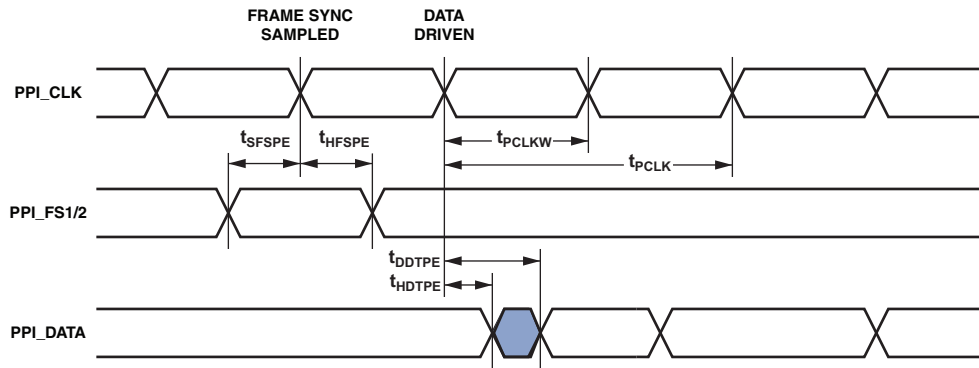 FRAME SYNC
SAMPLED
DATA
DRIVEN
PPI_CLK
tSFSPE
tHFSPE
tPCLKW
tPCLK
PPI_FS1/2
tDDTPE
tHDTPE
PPI_DATA